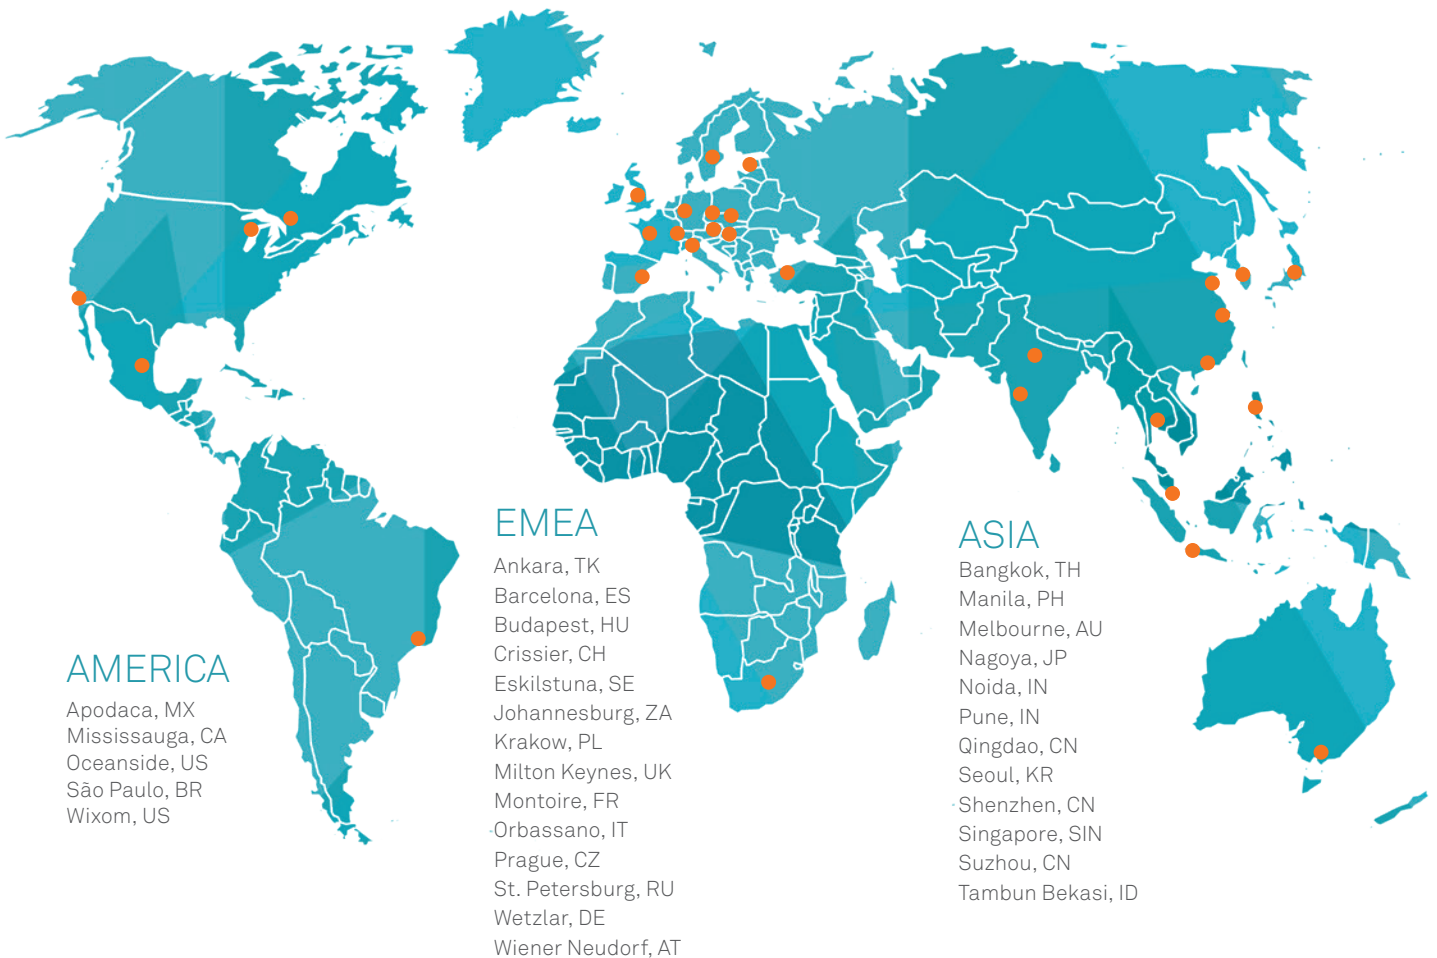 AMERICA
Apodaca, MX
Mississauga, CA
Oceanside, US
São Paulo, BR
Wixom, US
EMEA
Ankara, TK
Barcelona, ES
Budapest, HU
Crissier, CH
Eskilstuna, SE
Johannesburg, ZA
Krakow, PL
Milton Keynes, UK
Montoire, FR
Orbassano, IT
Prague, CZ
St. Petersburg, RU
Wetzlar, DE
Wiener Neudorf, AT
ASIA
Bangkok, TH
Manila, PH
Melbourne, AU
Nagoya, JP
Noida, IN
Pune, IN
Qingdao, CN
Seoul, KR
Shenzhen, CN
Singapore, SIN
Suzhou, CN
Tambun Bekasi, ID